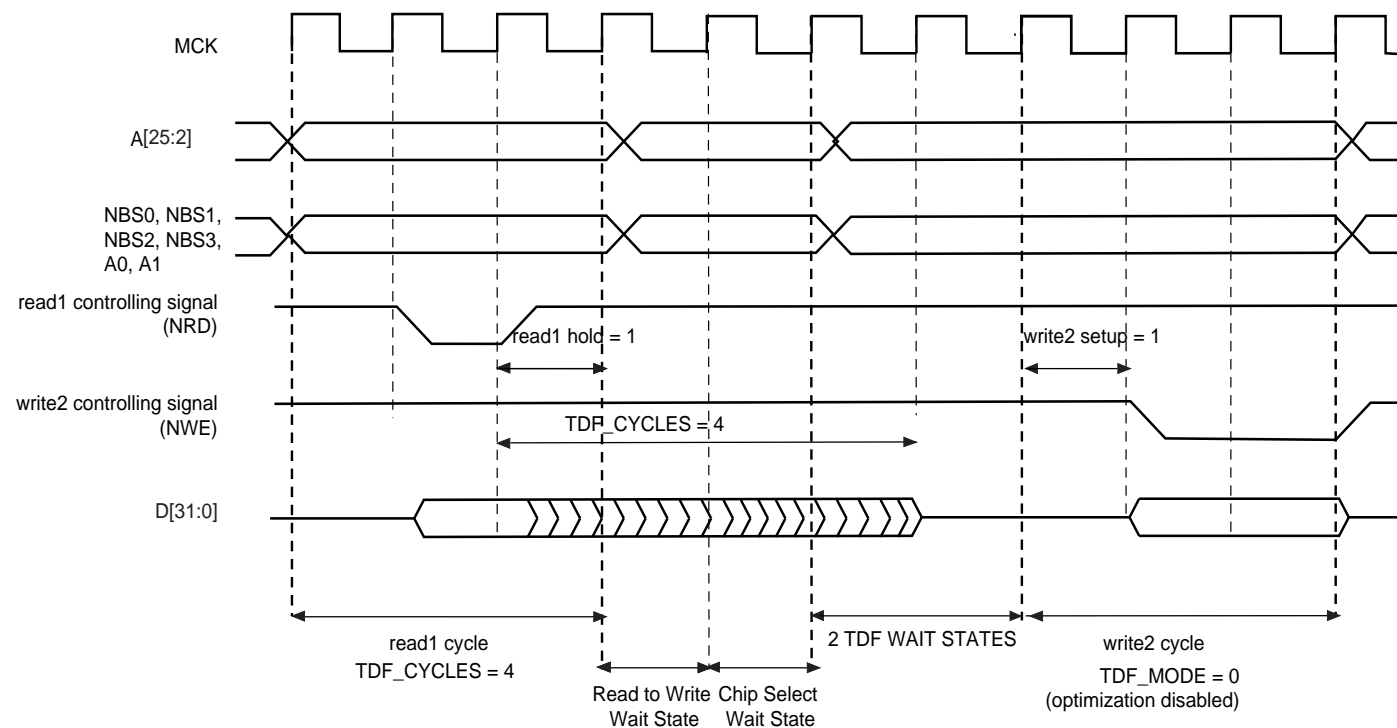 MCK
A[25:2]
NBS0, NBS1,
NBS2, NBS3,
A0, A1
read1 controlling signal
(NRD)
read1 hold = 1
write2 setup = 1
write2 controlling signal
(NWE)
TDF_CYCLES = 4
D[31:0]
read1 cycle
TDF_CYCLES = 4
2 TDF WAIT STATES
write2 cycle
TDF_MODE = 0
(optimization disabled)
Read to Write
Wait State
Chip Select
Wait State